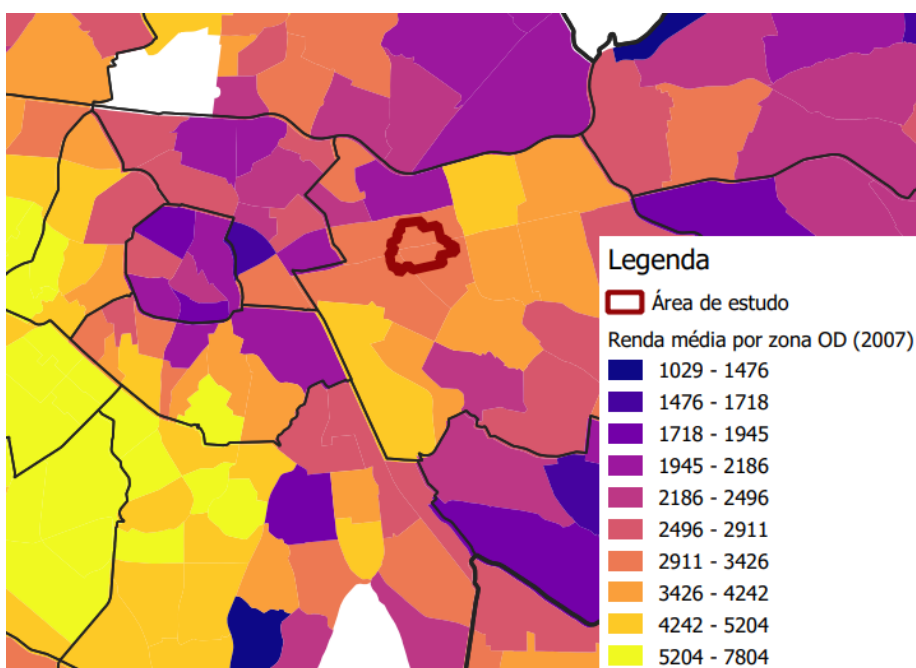 Legenda
Área de estudo
Renda média por zona OD (2007)
1029 - 1476
1476 - 1718
1718 - 1945
1945 - 2186
2186 - 2496
2496 - 2911
2911 - 3426
3426 - 4242
4242 - 5204
5204 - 7804